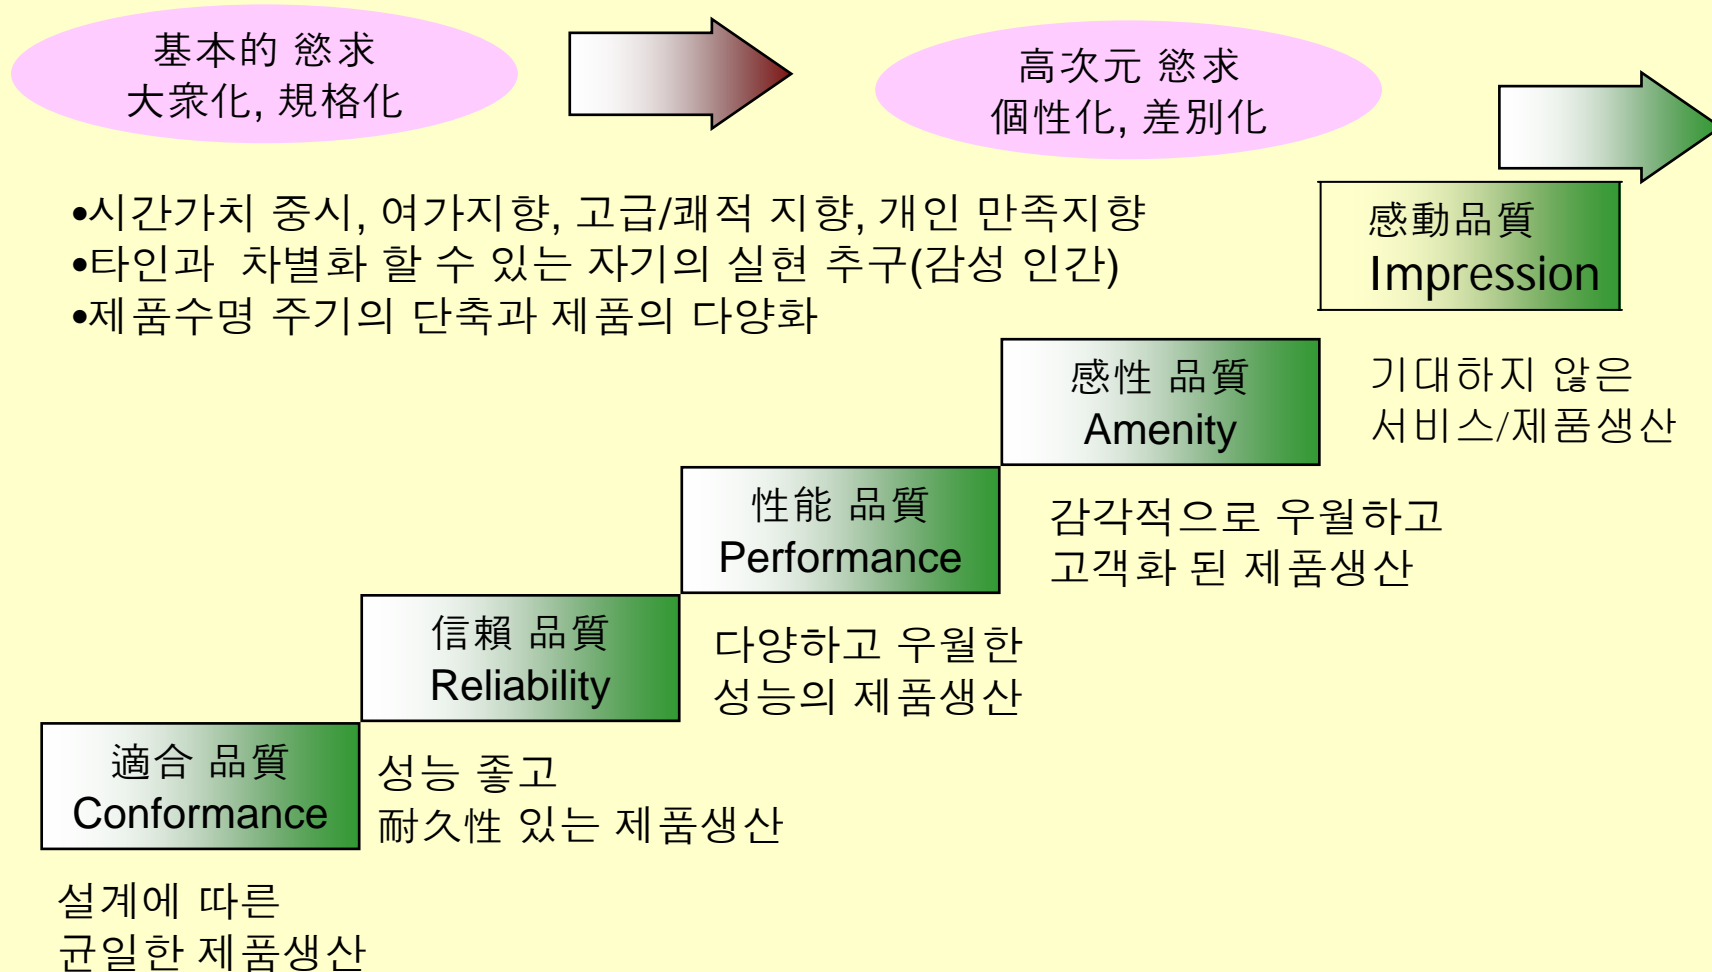 基本的 慾求
大衆化, 規格化
高次元 慾求
個性化, 差別化
•시간가치 중시, 여가지향, 고급/쾌적 지향, 개인 만족지향
•타인과  차별화 할 수 있는 자기의 실현 추구(감성 인간)
•제품수명 주기의 단축과 제품의 다양화
感動品質
Impression
기대하지 않은
서비스/제품생산
感性 品質
Amenity
감각적으로 우월하고
고객화 된 제품생산
性能 品質
Performance
다양하고 우월한
성능의 제품생산
信賴 品質
Reliability
성능 좋고
耐久性 있는 제품생산
適合 品質
Conformance
설계에 따른
균일한 제품생산